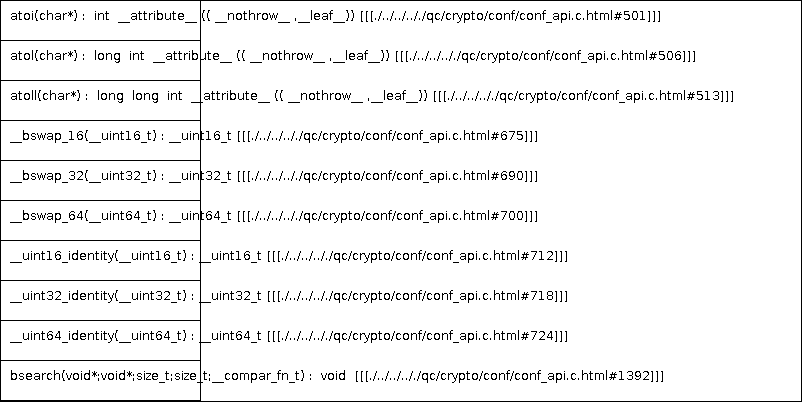 atoi(char*) : int __attribute__ (( __nothrow__ ,__leaf__)) [[[./../../../qc/crypto/conf/conf_api.c.html#501]]]
atol(char*) : long int __attribute__ (( __nothrow__ ,__leaf__)) [[[./../../../qc/crypto/conf/conf_api.c.html#506]]]
atoll(char*) : long long int __attribute__ (( __nothrow__ ,__leaf__)) [[[./../../../qc/crypto/conf/conf_api.c.html#513]]]
__bswap_16(__uint16_t) : __uint16_t [[[./../../../qc/crypto/conf/conf_api.c.html#675]]]
__bswap_32(__uint32_t) : __uint32_t [[[./../../../qc/crypto/conf/conf_api.c.html#690]]]
__bswap_64(__uint64_t) : __uint64_t [[[./../../../qc/crypto/conf/conf_api.c.html#700]]]
__uint16_identity(__uint16_t) : __uint16_t [[[./../../../qc/crypto/conf/conf_api.c.html#712]]]
__uint32_identity(__uint32_t) : __uint32_t [[[./../../../qc/crypto/conf/conf_api.c.html#718]]]
__uint64_identity(__uint64_t) : __uint64_t [[[./../../../qc/crypto/conf/conf_api.c.html#724]]]
bsearch(void*;void*;size_t;size_t;__compar_fn_t) : void [[[./../../../qc/crypto/conf/conf_api.c.html#1392]]]